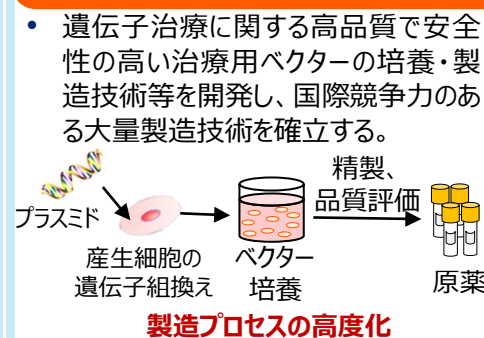 • 遺伝子治療に関する高品質で安全
性の高い治療用ベクターの培養・製
造技術等を開発し、国際競争力のあ
る大量製造技術を確立する。
精製、
品質評価
プラスミド
産生細胞の
遺伝子組換え
ベクター
培養
原薬
製造プロセスの高度化